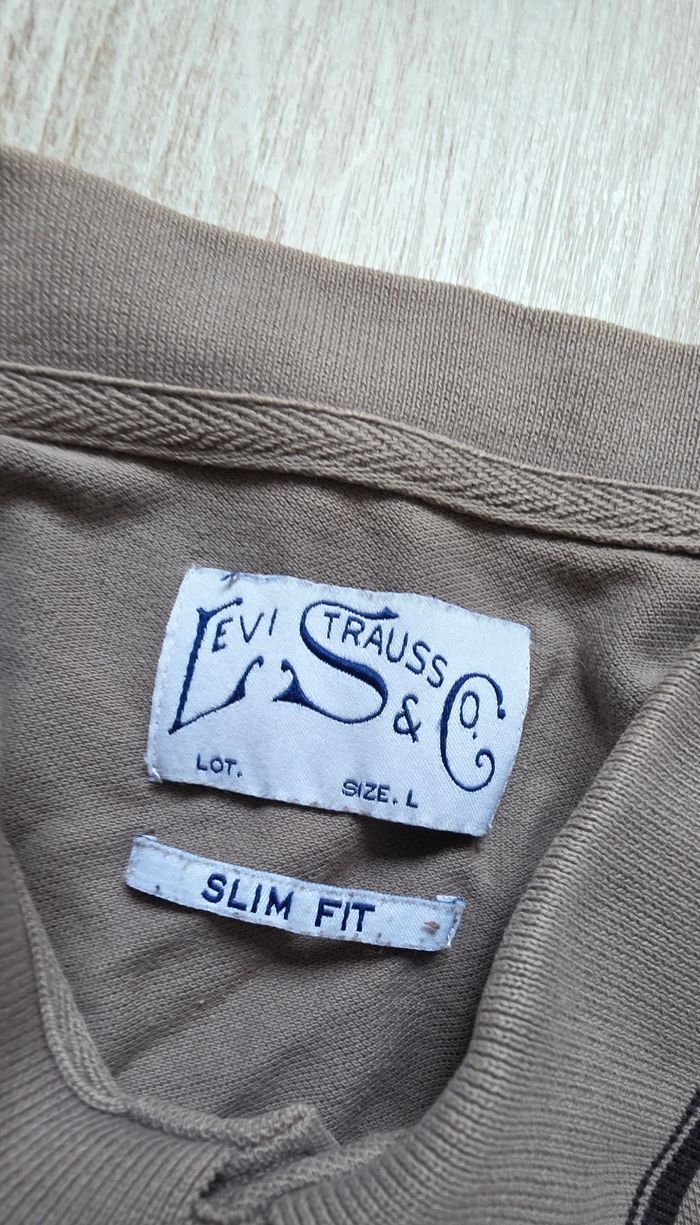 LEVI STRAUSS
& CO.
LOT. SIZE. L
SLIM FIT